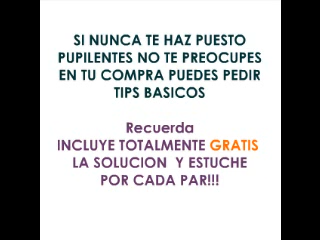 SI NUNCA TE HAZ PUESTO
PUPILENTES NO TE PREOCUPES
EN TU COMPRA PUEDES PEDIR
TIPS BASICOS
Recuerda
INCLUYE TOTALMENTE GRATIS
LA SOLUCION Y ESTUCHE
POR CADA PAR!!!